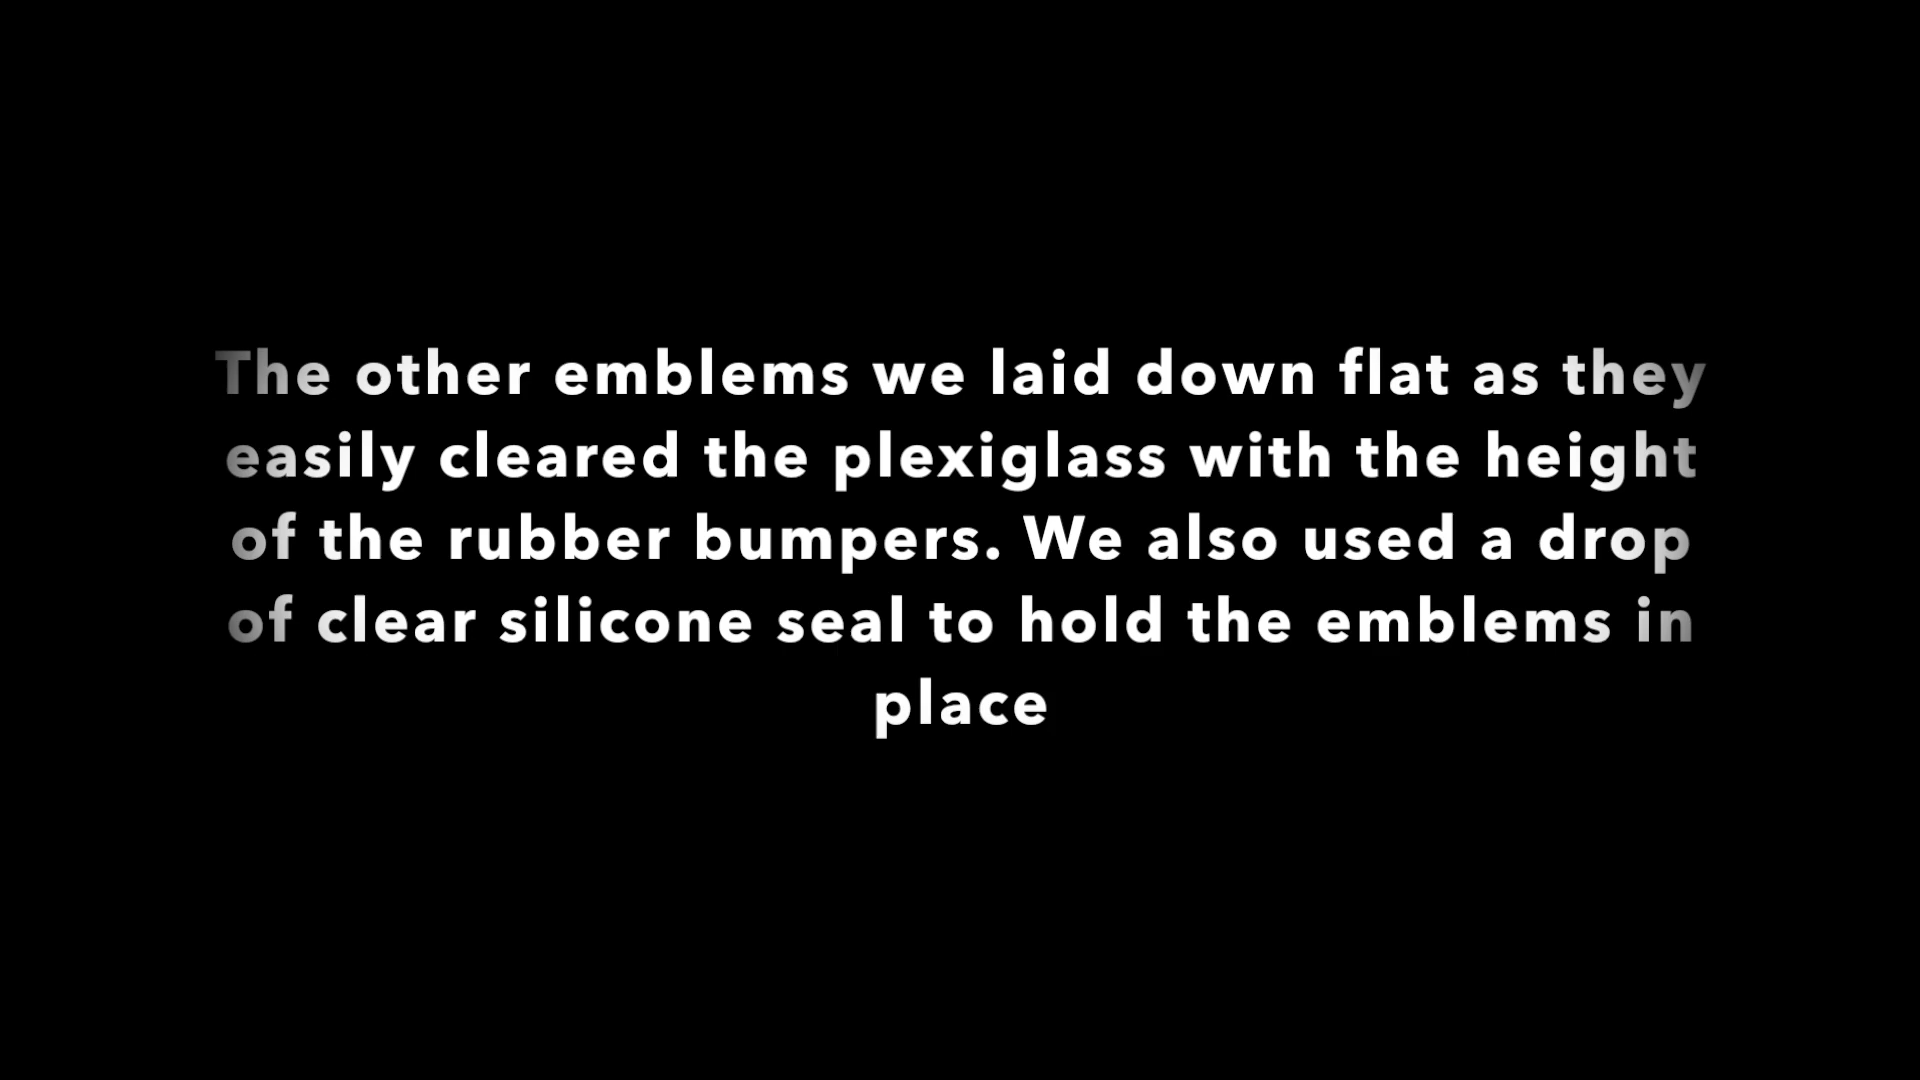 The other emblems we laid down flat as they
easily cleared the plexiglass with the height
of the rubber bumpers. We also used a drop
of clear silicone seal to hold the emblems in
place